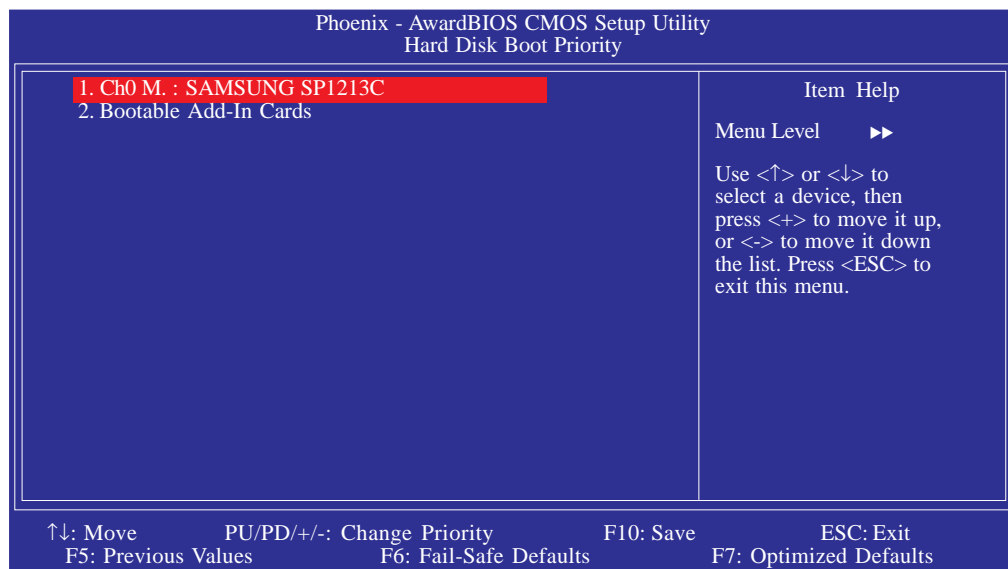 Phoenix - AwardBIOS CMOS Setup Utility
Hard Disk Boot Priority
1. Ch0 M. : SAMSUNG SP1213C
2. Bootable Add-In Cards
Item Help
Menu Level ▶▶
Use <↑> or <↓> to
select a device, then
press <+> to move it up,
or <-> to move it down
the list. Press <ESC> to
exit this menu.
↑↓: Move PU/PD/+/-: Change Priority F10: Save ESC: Exit
F5: Previous Values F6: Fail-Safe Defaults F7: Optimized Defaults